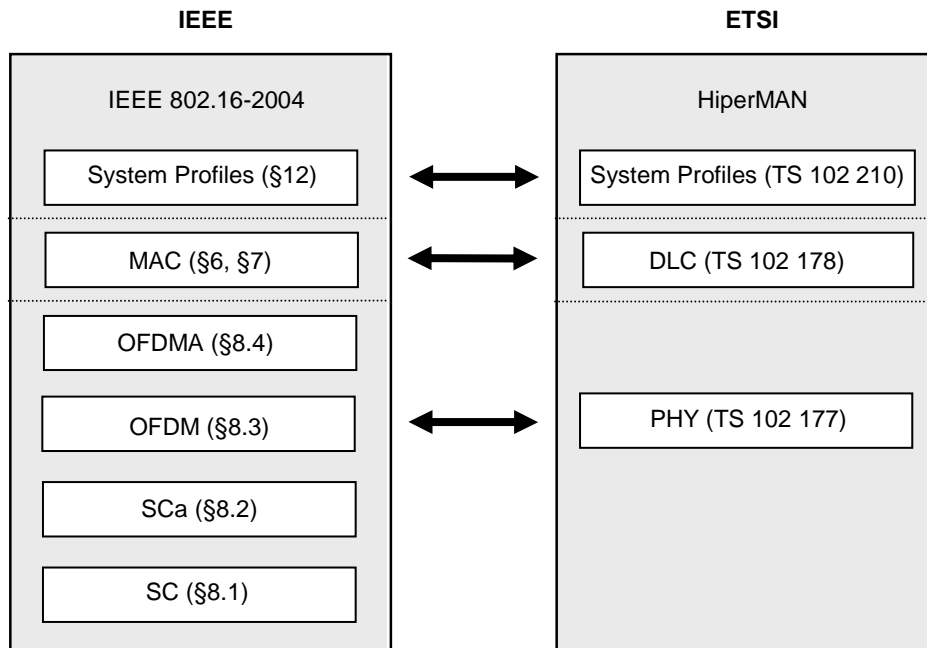 IEEE
ETSI
IEEE 802.16-2004
HiperMAN
System Profiles (§12)
System Profiles (TS 102 210)
MAC (§6, §7)
DLC (TS 102 178)
OFDMA (§8.4)
OFDM (§8.3)
PHY (TS 102 177)
SCa (§8.2)
SC (§8.1)